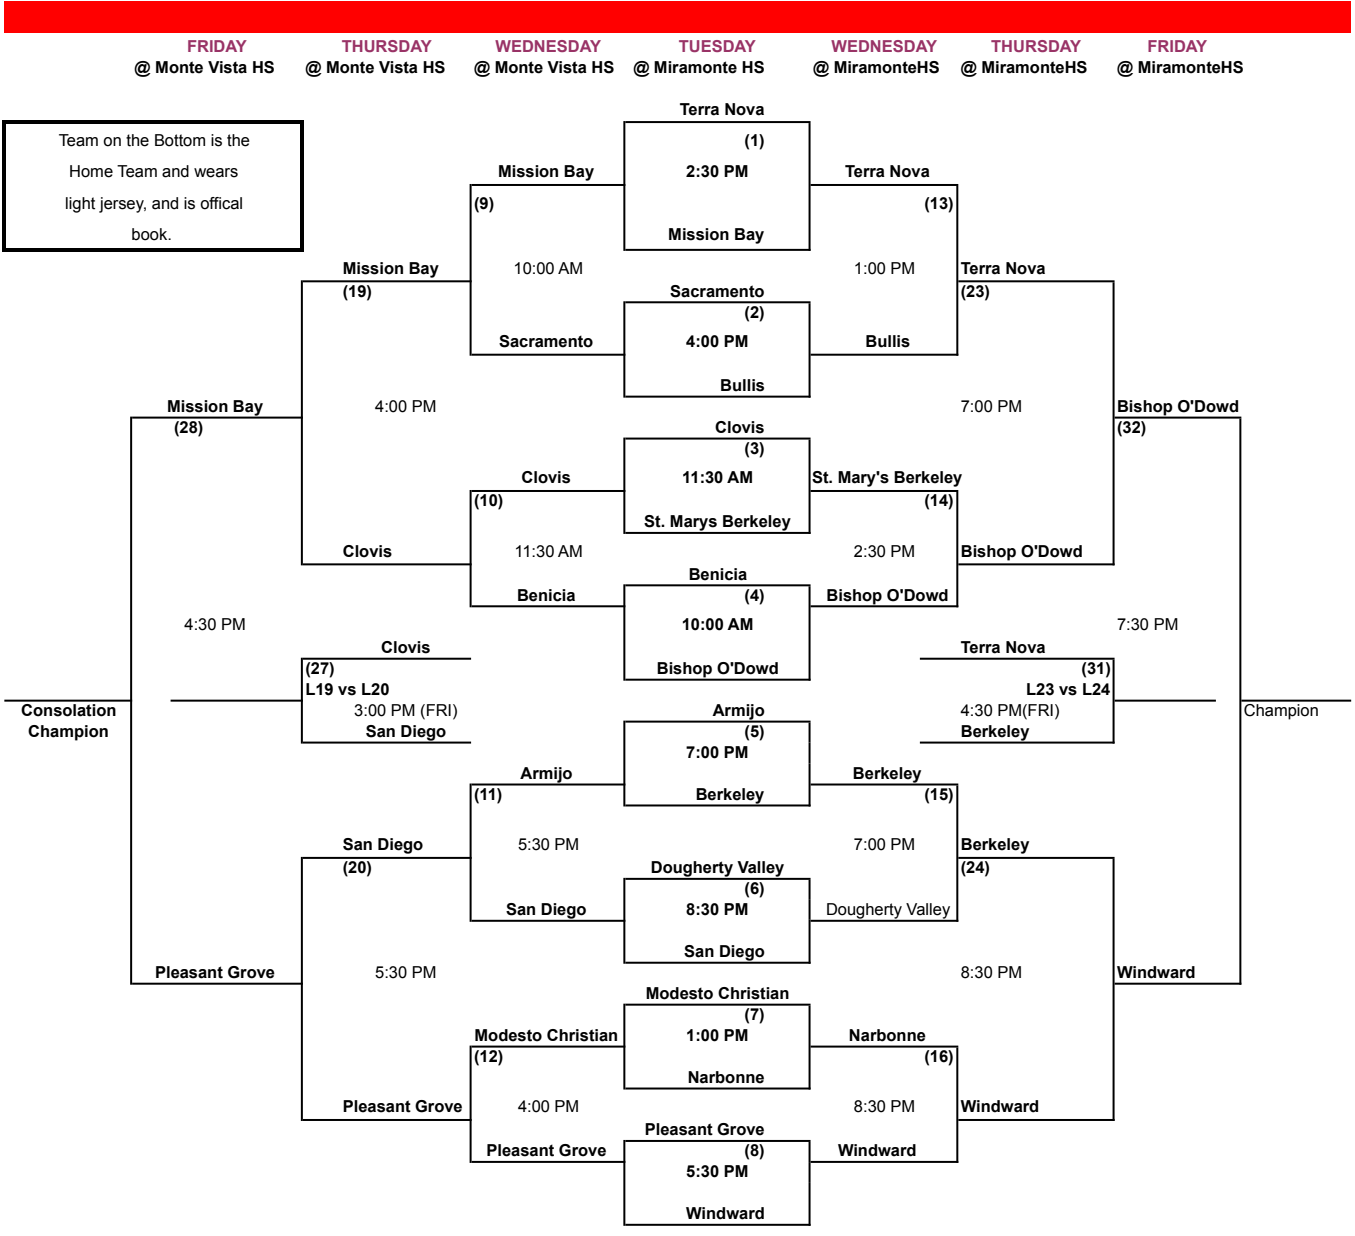 FRIDAY THURSDAY WEDNESDAY TUESDAY WEDNESDAY THURSDAY FRIDAY
@ Monte Vista HS @ Monte Vista HS @ Monte Vista HS @ Miramonte HS @ MiramonteHS @ MiramonteHS @ MiramonteHS
Terra Nova
Team on the Bottom is the (1)
Home Team and wears Mission Bay 2:30 PM Terra Nova
light jersey, and is offical (9) (13)
book. Mission Bay
Mission Bay 10:00 AM 1:00 PM Terra Nova
(19) Sacramento (23)
(2)
Sacramento 4:00 PM Bullis
Bullis
Mission Bay 4:00 PM 7:00 PM Bishop O'Dowd
(28) Clovis (32)
(3)
Clovis 11:30 AM St. Mary's Berkeley
(10) (14)
St. Marys Berkeley
Clovis 11:30 AM 2:30 PM Bishop O'Dowd
Benicia
Benicia (4) Bishop O'Dowd
4:30 PM 10:00 AM 7:30 PM
Clovis Terra Nova
(27) Bishop O'Dowd (31)
L19 vs L20 L23 vs L24
Consolation 3:00 PM (FRI) Armijo 4:30 PM(FRI) Champion
Champion San Diego (5) Berkeley
7:00 PM
Armijo Berkeley
(11) Berkeley (15)
San Diego 5:30 PM 7:00 PM Berkeley
(20) Dougherty Valley (24)
(6)
San Diego 8:30 PM Dougherty Valley
San Diego
Pleasant Grove 5:30 PM 8:30 PM Windward
Modesto Christian
(7)
Modesto Christian 1:00 PM Narbonne
(12) (16)
Narbonne
Pleasant Grove 4:00 PM 8:30 PM Windward
Pleasant Grove
Pleasant Grove (8) Windward
5:30 PM
Windward